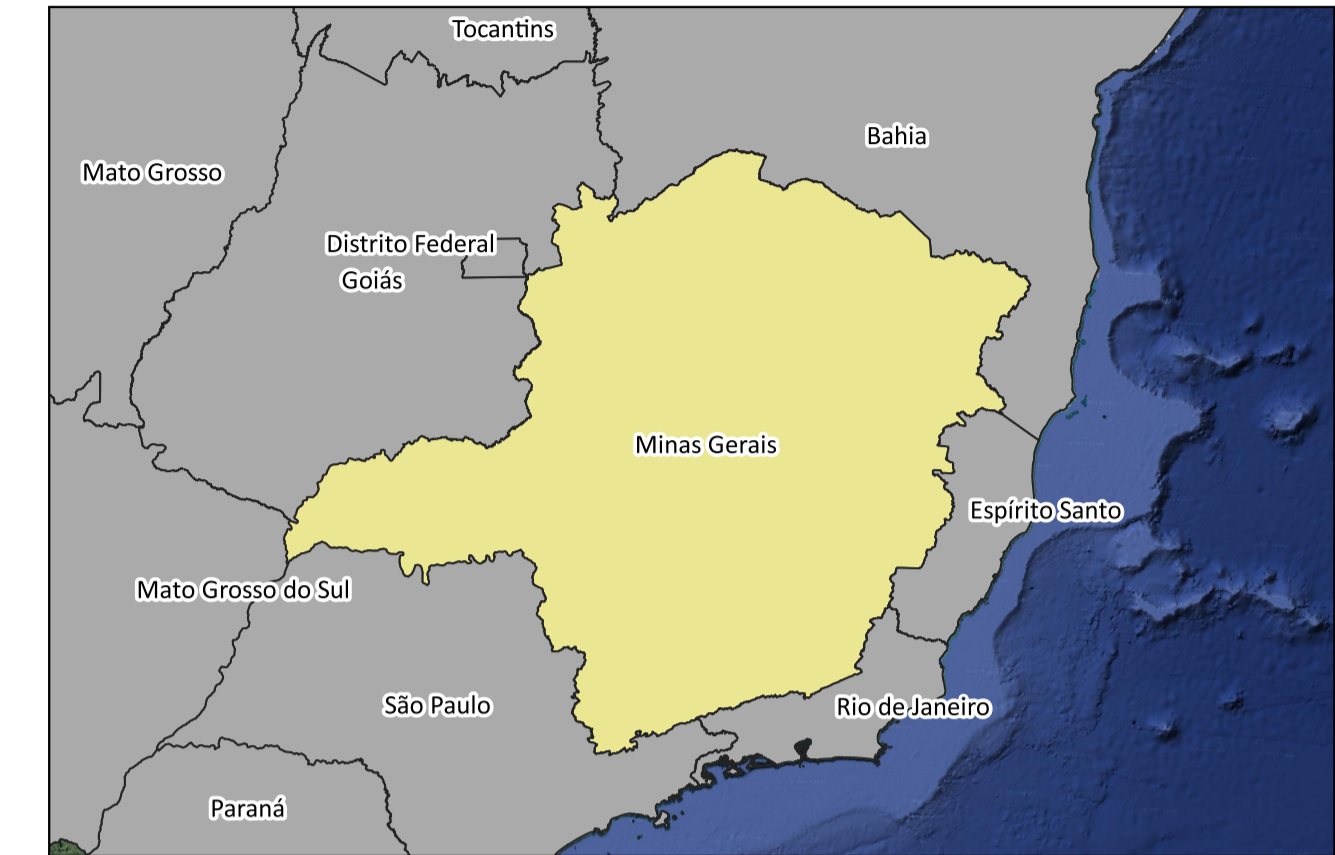 Tocantins
Bahia
Mato Grosso
Distrito Federal
Goiás
Minas Gerais
Espírito Santo
Mato Grosso do Sul
São Paulo
Rio de Janeiro
Paraná